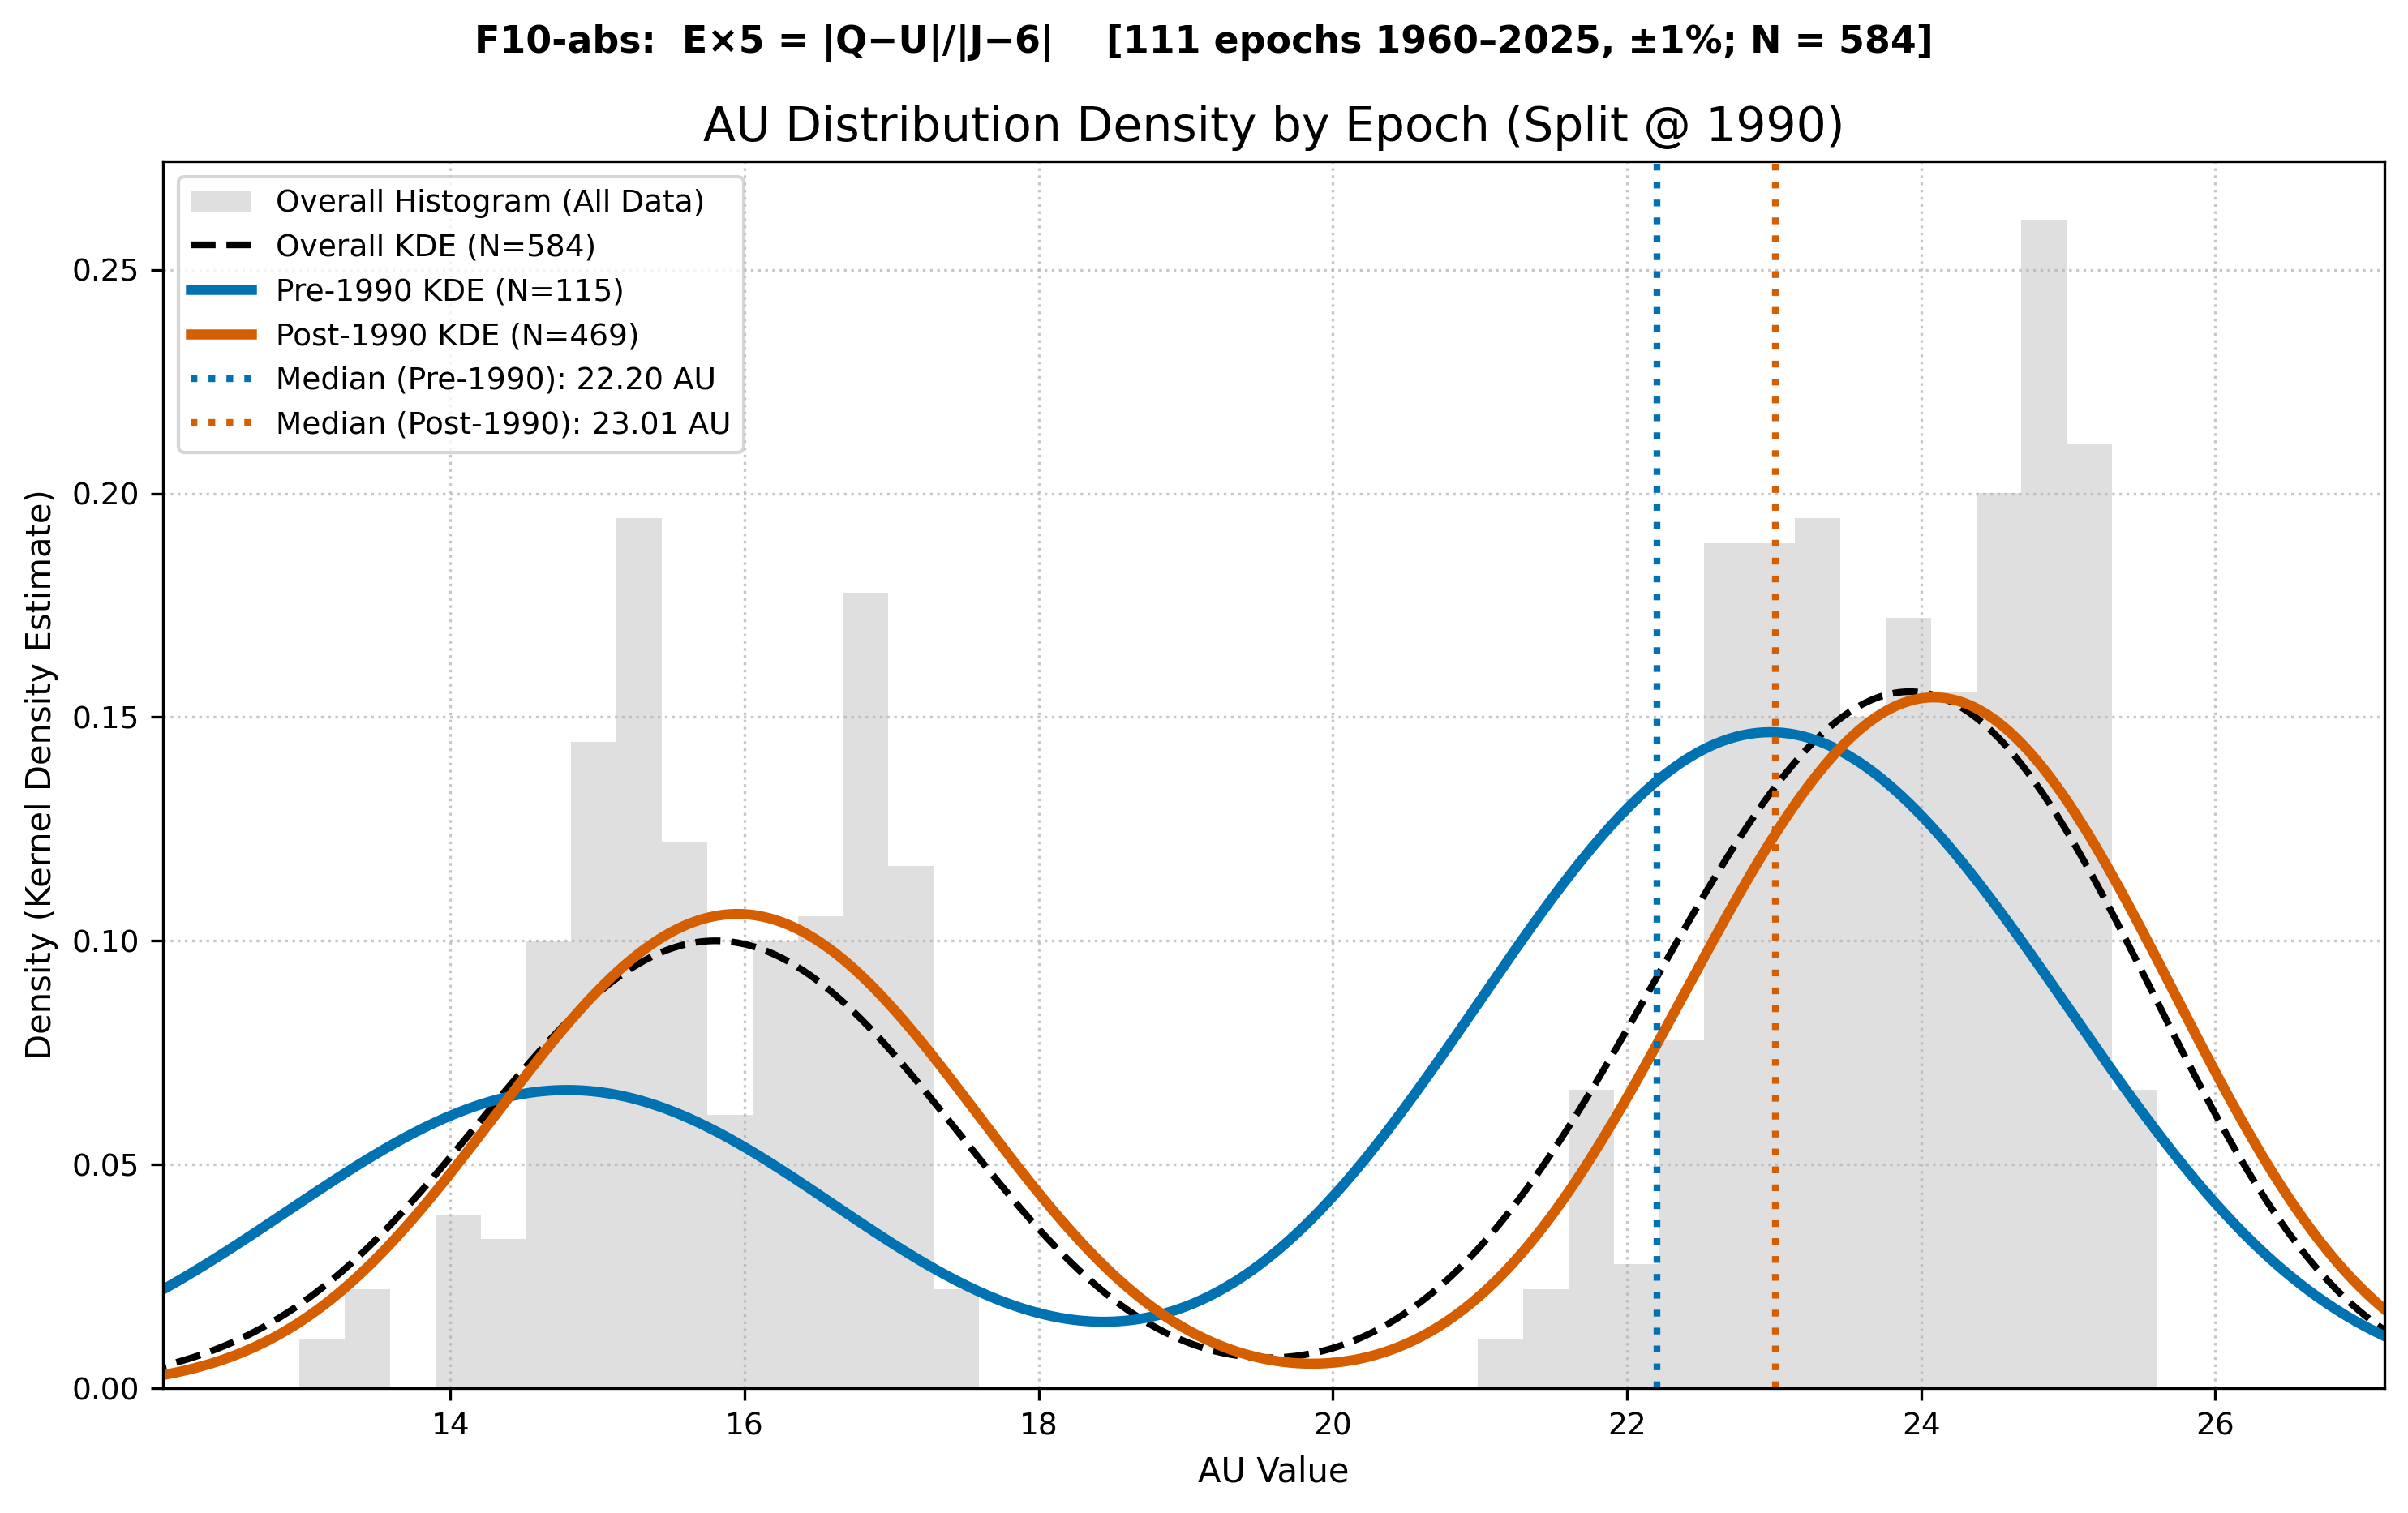 F10-abs:  E×5 = |Q−U|/|J−6|    [111 epochs 1960–2025, ±1%; N = 584]
AU Distribution Density by Epoch (Split @ 1990)
Overall Histogram (All Data)
Overall KDE (N=584)
Pre-1990 KDE (N=115)
Post-1990 KDE (N=469)
Median (Pre-1990): 22.20 AU
Median (Post-1990): 23.01 AU
Density (Kernel Density Estimate)
0.25
0.20
0.15
0.10
0.05
0.00
14 16 18 20 22 24 26
AU Value